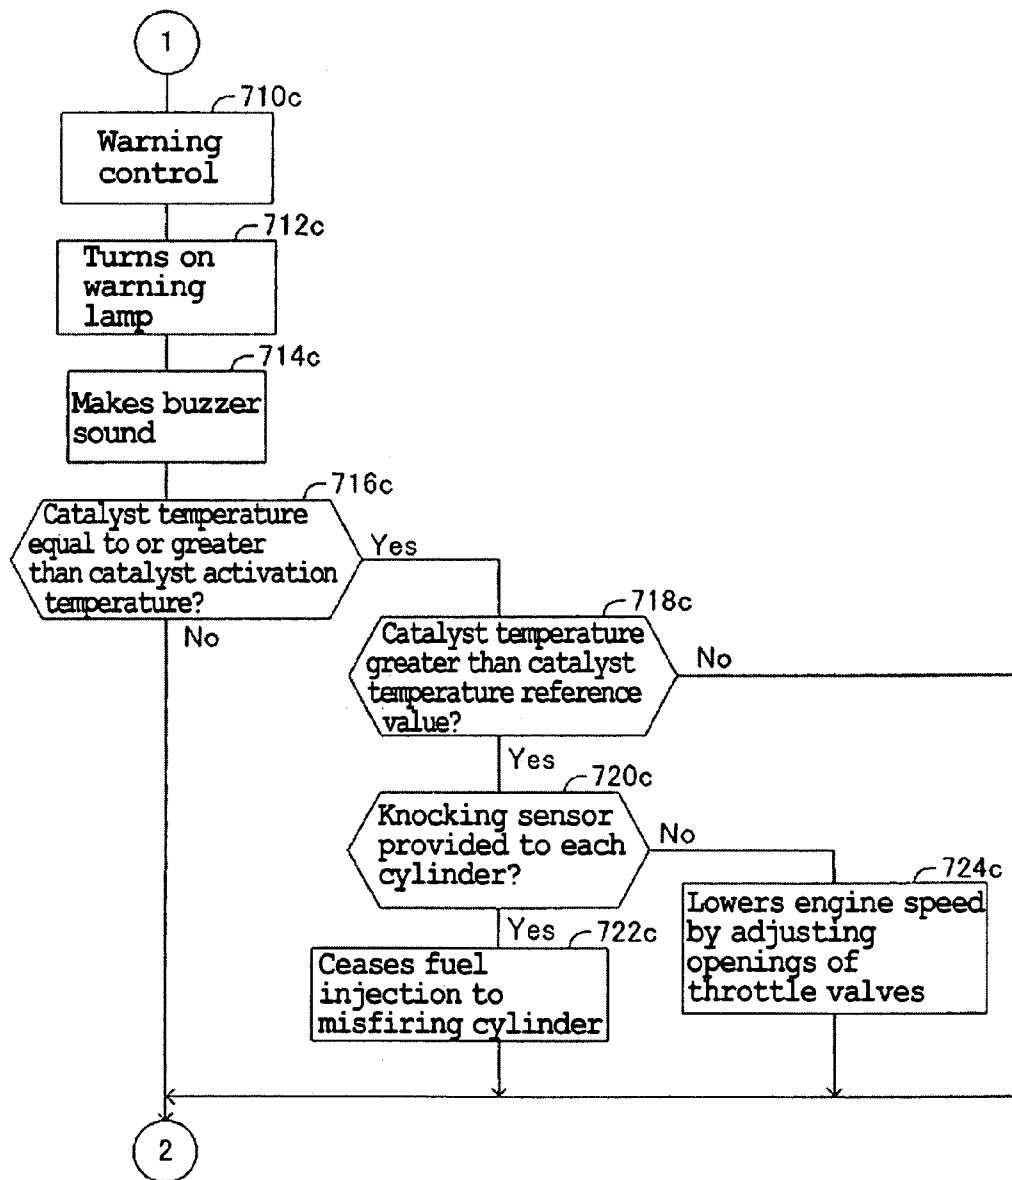 1
710c
Warning
control
712c
Turns on
warning
lamp
714c
Makes buzzer
sound
716c
Catalyst temperature
equal to or greater
than catalyst activation
temperature?
Yes
No
718c
Catalyst temperature
greater than catalyst
temperature reference
value?
No
Yes
720c
Knocking sensor
provided to each
cylinder?
No
Yes
722c
Ceases fuel
injection to
misfiring cylinder
724c
Lowers engine speed
by adjusting
openings of
throttle valves
2